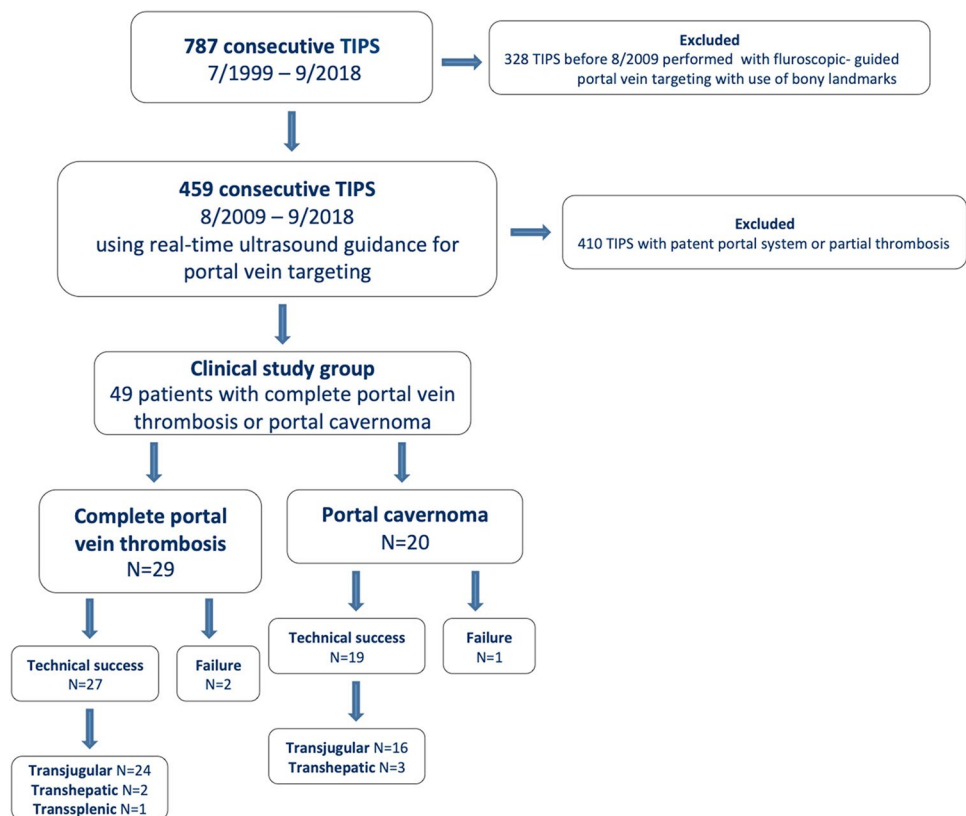 787 consecutive TIPS
7/1999 – 9/2018
Excluded
328 TIPS before 8/2009 performed with fluroscopic- guided
portal vein targeting with use of bony landmarks
459 consecutive TIPS
8/2009 – 9/2018
using real-time ultrasound guidance for
portal vein targeting
Excluded
410 TIPS with patent portal system or partial thrombosis
Clinical study group
49 patients with complete portal vein
thrombosis or portal cavernoma
Complete portal
vein thrombosis
N=29
Portal cavernoma
N=20
Technical success
N=27
Failure
N=2
Technical success
N=19
Failure
N=1
Transjugular N=24
Transhepatic N=2
Transsplenic N=1
Transjugular N=16
Transhepatic N=3